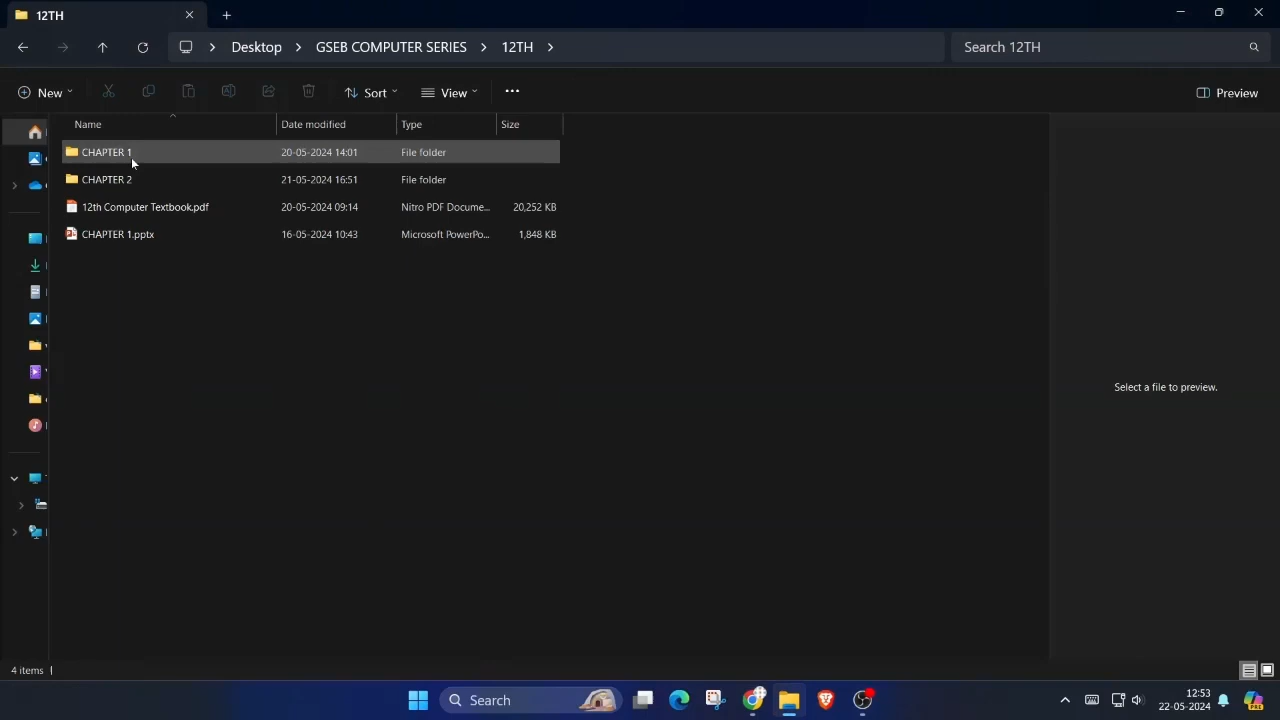 12TH
Desktop > GSEB COMPUTER SERIES > 12TH >
Search 12TH
New
Sort
View
Preview
Name
Date modified
Type
Size
CHAPTER 1 20-05-2024 14:01 File folder
CHAPTER 2 21-05-2024 16:51 File folder
12th Computer Textbook.pdf 20-05-2024 09:14 Nitro PDF Docume... 20,252 KB
CHAPTER 1.pptx 16-05-2024 10:43 Microsoft PowerPo... 1,848 KB
Select a file to preview.
4 items
Search
12:53
22-05-2024